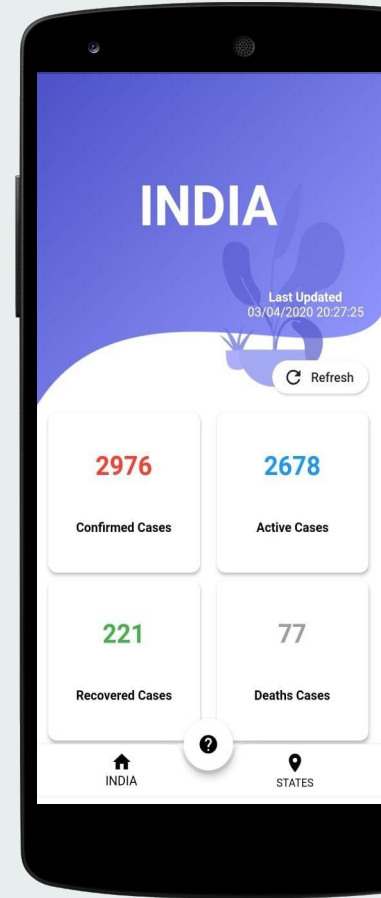 INDIA
Last Updated
03/04/2020 20:27:25
Refresh
2976
2678
Confirmed Cases
Active Cases
221
77
Recovered Cases
Deaths Cases
?
INDIA
STATES